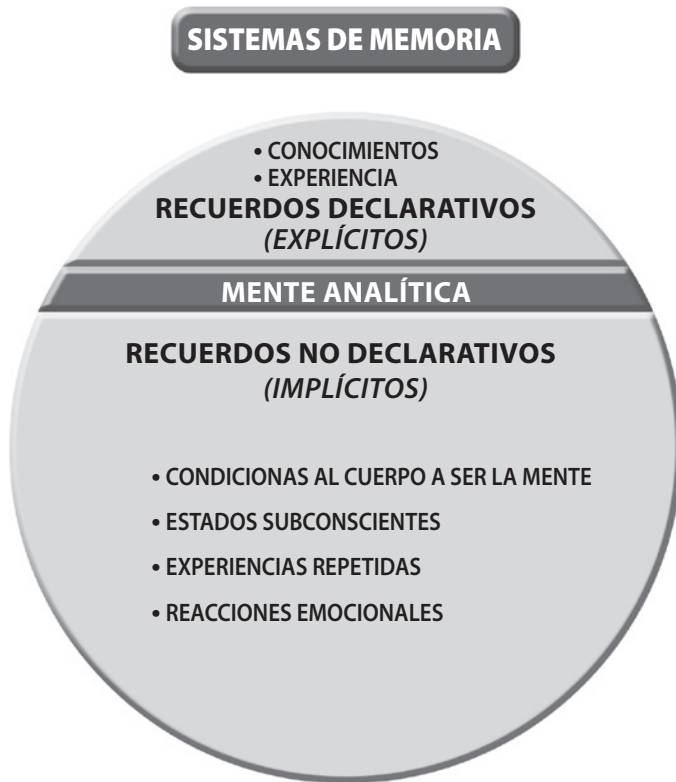 SISTEMAS DE MEMORIA
• CONOCIMIENTOS
• EXPERIENCIA
RECUERDOS DECLARATIVOS
(EXPLÍCITOS)
MENTE ANALÍTICA
RECUERDOS NO DECLARATIVOS
(IMPLÍCITOS)
• CONDICIONAS AL CUERPO A SER LA MENTE
• ESTADOS SUBCONSCIENTES
• EXPERIENCIAS REPETIDAS
• REACCIONES EMOCIONALES